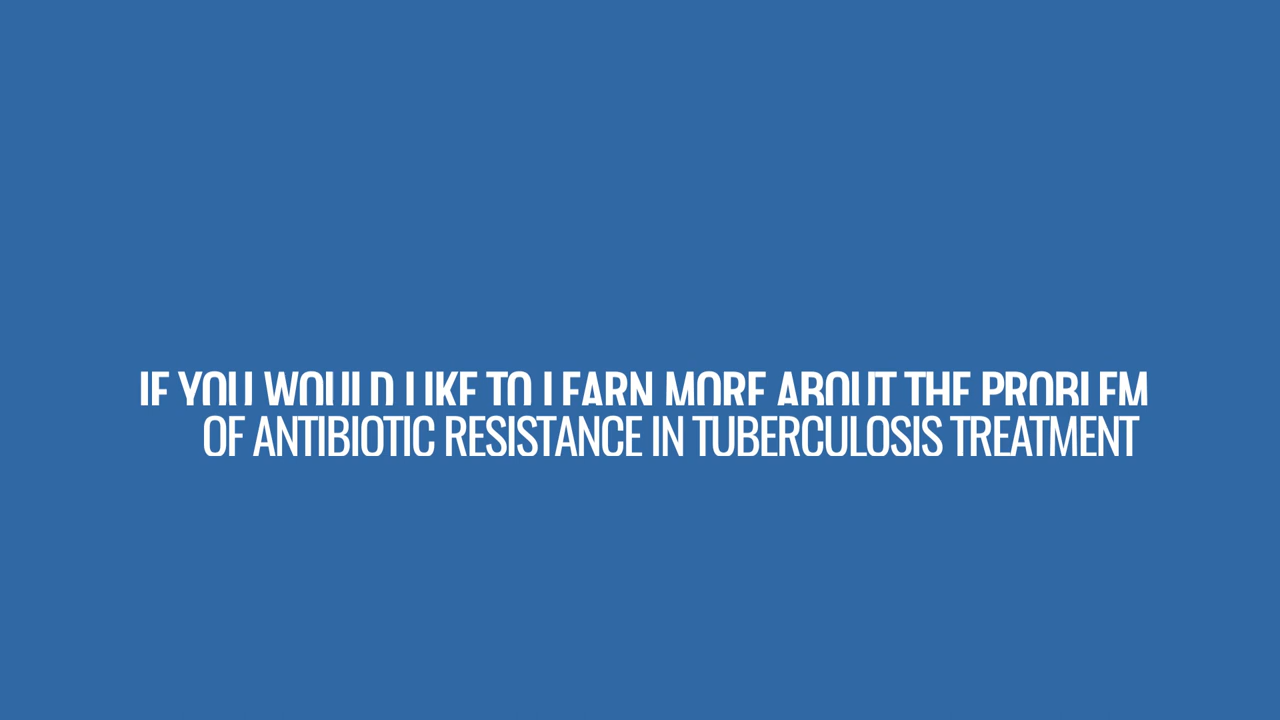 IF YOU WOULD LIKE TO LEARN MORE ABOUT THE PROBLEM
OF ANTIBIOTIC RESISTANCE IN TUBERCULOSIS TREATMENT